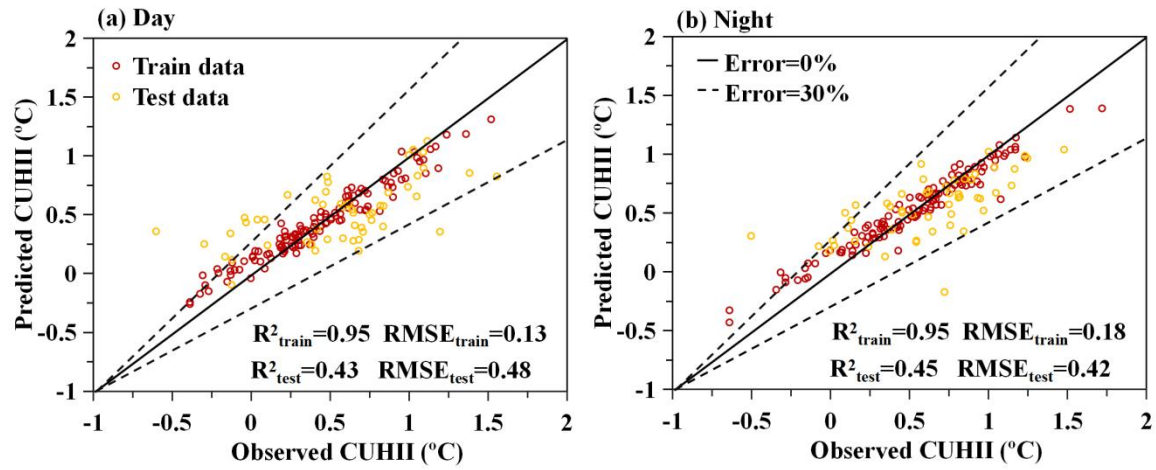 (a) Day
Predicted CUHII (ºC)
2
1.5
1
0.5
0
-0.5
-1
Train data
Test data
R²train=0.95 RMSEtrain=0.13
R²test=0.43 RMSEtest=0.48
-1 -0.5 0 0.5 1 1.5 2
Observed CUHII (ºC)
(b) Night
Predicted CUHII (ºC)
2
1.5
1
0.5
0
-0.5
-1
Error=0%
Error=30%
R²train=0.95 RMSEtrain=0.18
R²test=0.45 RMSEtest=0.42
-1 -0.5 0 0.5 1 1.5 2
Observed CUHII (ºC)